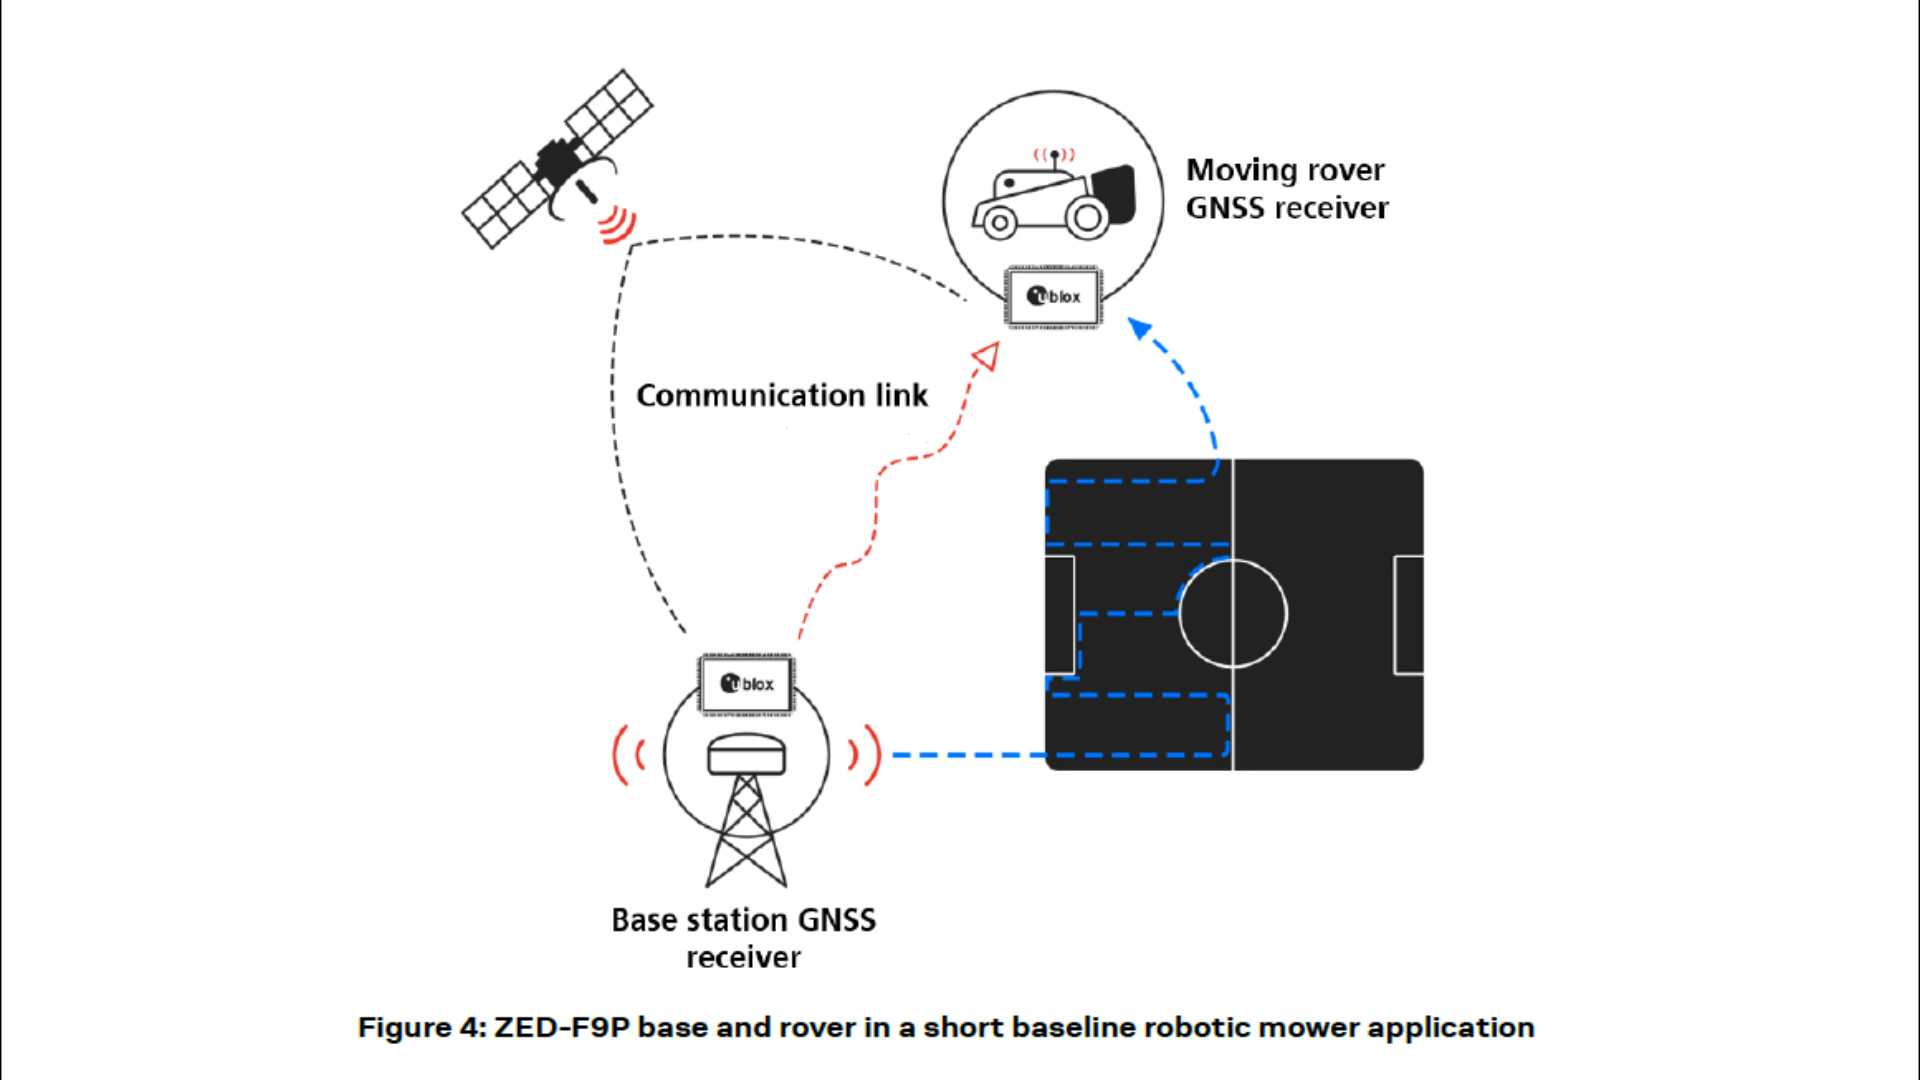 Moving rover
GNSS receiver
ublox
Communication link
ublox
Base station GNSS
receiver
Figure 4: ZED-F9P base and rover in a short baseline robotic mower application